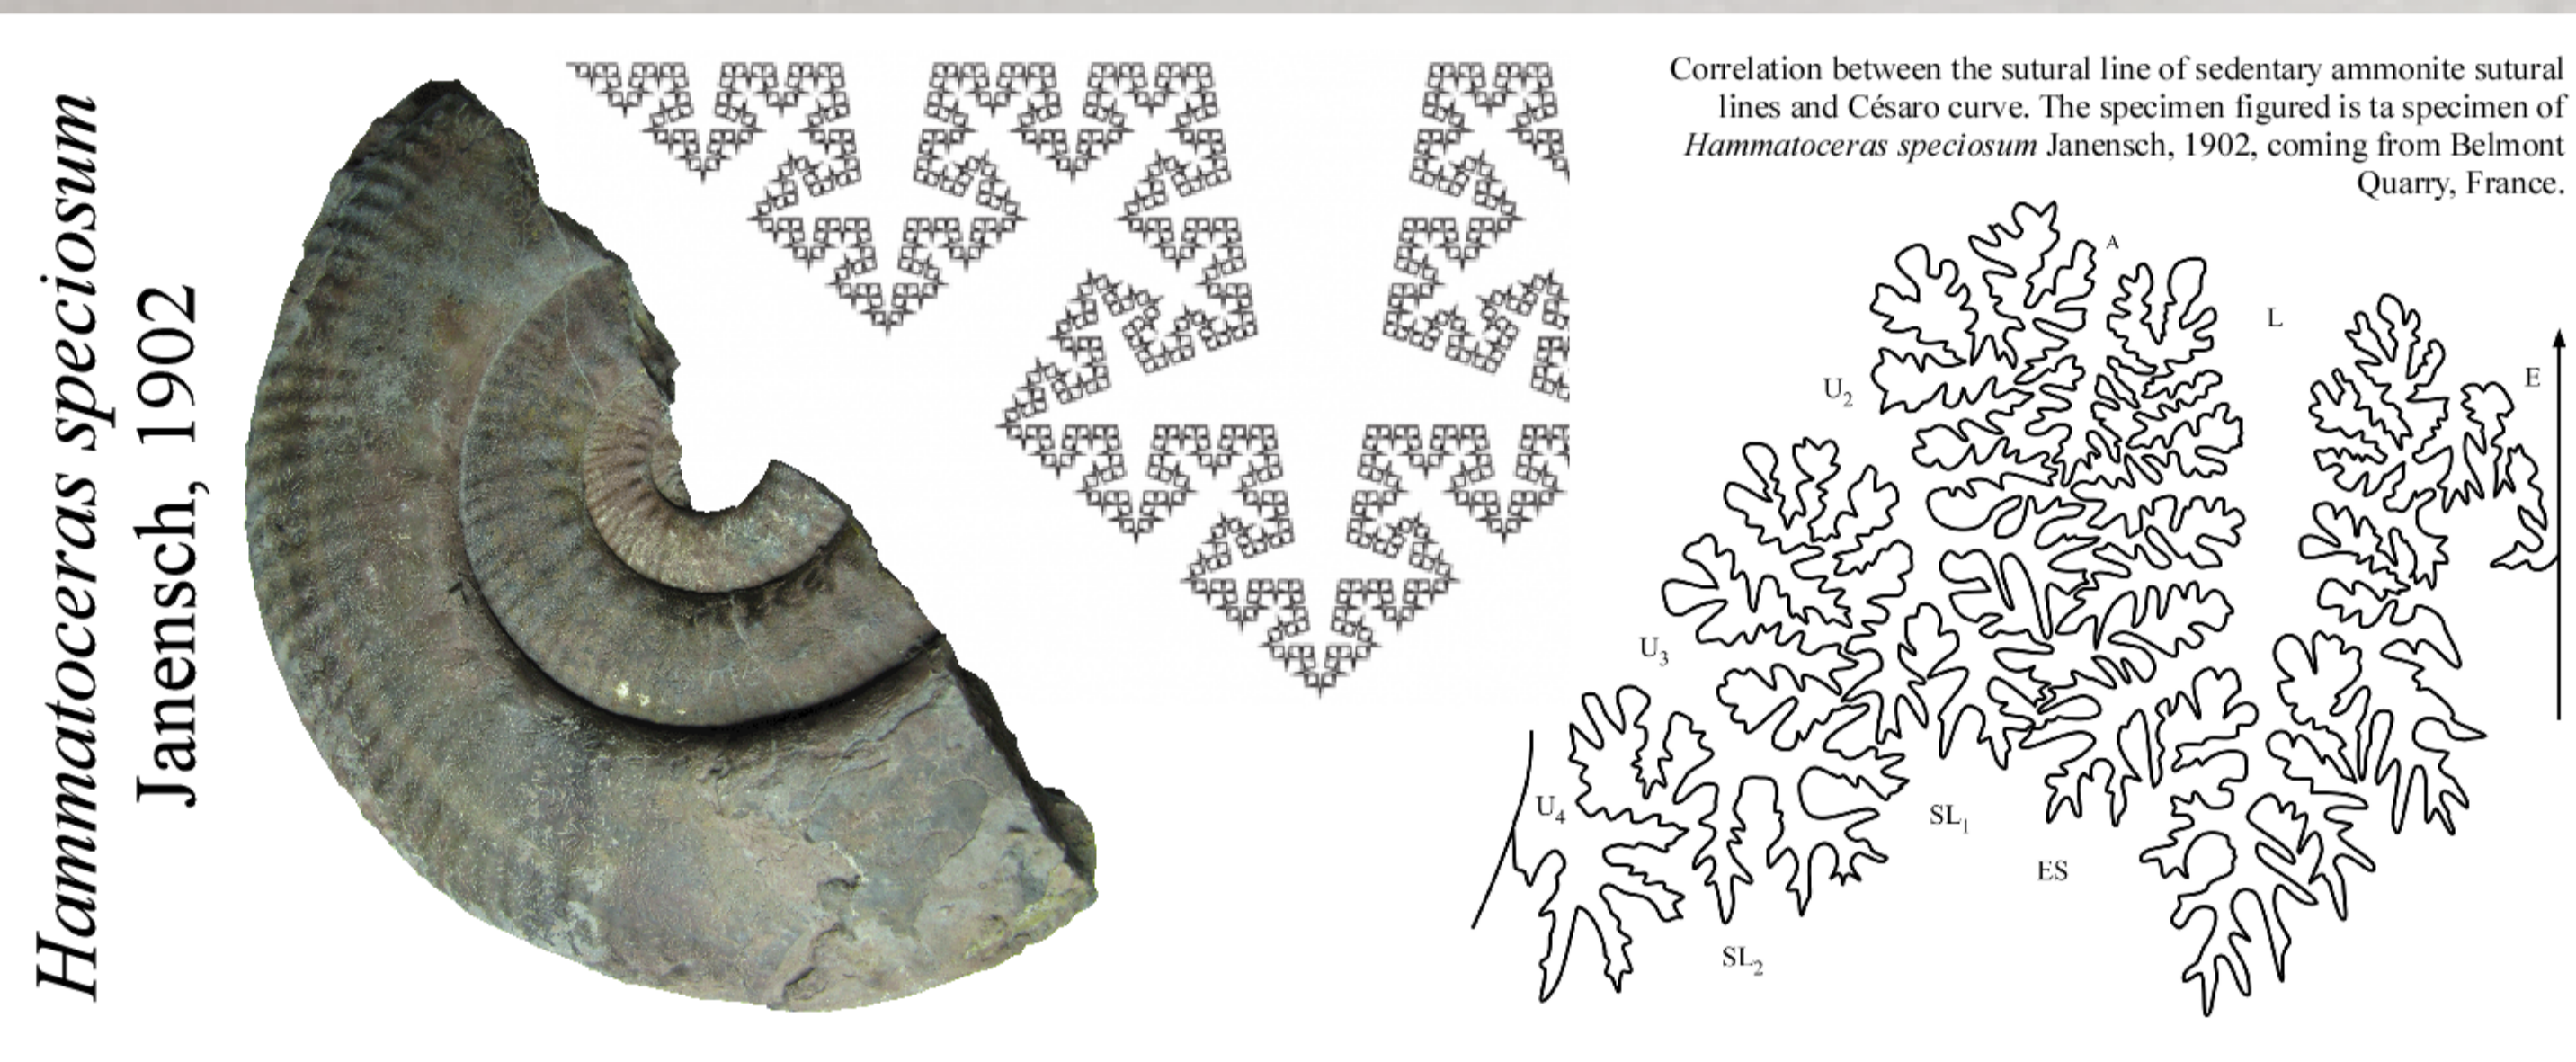 Hammatoceras speciosum
Janensch, 1902
Correlation between the sutural line of sedentary ammonite sutural
lines and Césaro curve. The specimen figured is ta specimen of
Hammatoceras speciosum Janensch, 1902, coming from Belmont
Quarry, France.
A
L
E
U2
U3
U4
SL1
ES
SL2